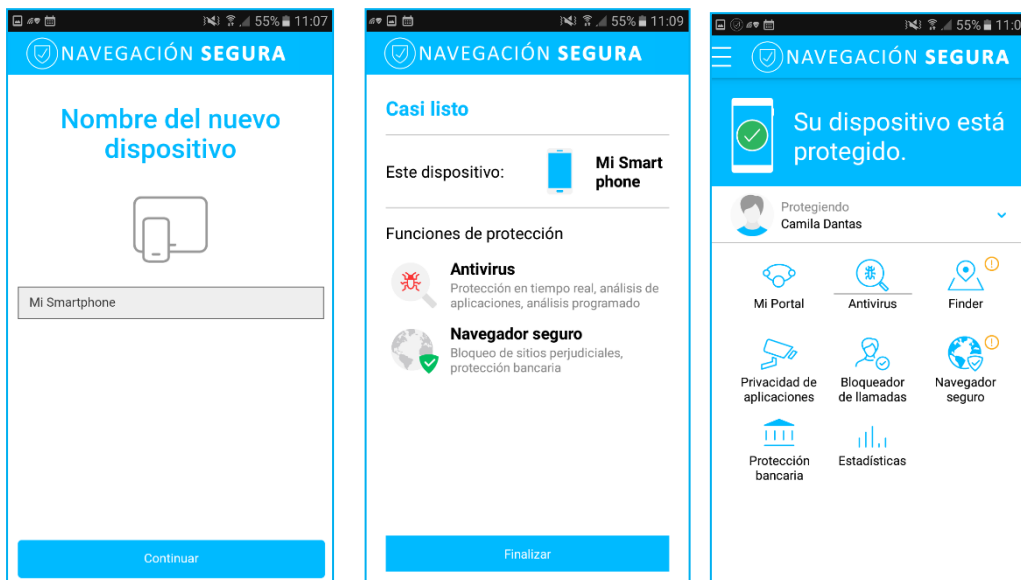 55% 11:07
NAVEGACIÓN SEGURA
Nombre del nuevo
dispositivo
Mi Smartphone
Continuar
55% 11:09
NAVEGACIÓN SEGURA
Casi listo
Este dispositivo:
Mi Smart
phone
Funciones de protección
Antivirus
Protección en tiempo real, análisis de
aplicaciones, análisis programado
Navegador seguro
Bloqueo de sitios perjudiciales,
protección bancaria
Finalizar
55% 11:0
NAVEGACIÓN SEGURA
Su dispositivo está
protegido.
Protegiendo
Camila Dantas
Mi Portal
Antivirus
Finder
Privacidad de
aplicaciones
Bloqueador
de llamadas
Navegador
seguro
Protección
bancaria
Estadísticas